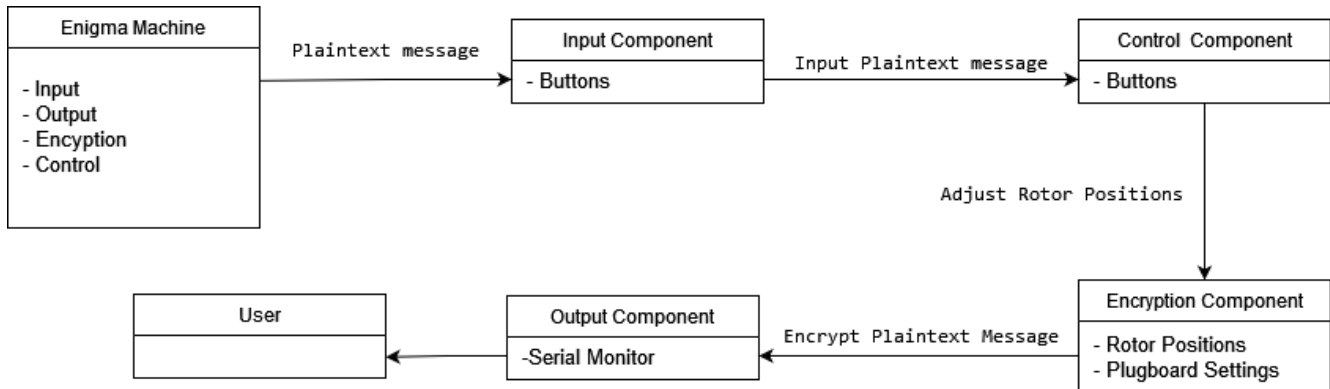 Enigma Machine
- Input
- Output
- Encyption
- Control
Plaintext message
Input Component
- Buttons
Input Plaintext message
Control Component
- Buttons
Adjust Rotor Positions
Encryption Component
- Rotor Positions
- Plugboard Settings
Encrypt Plaintext Message
Output Component
-Serial Monitor
User